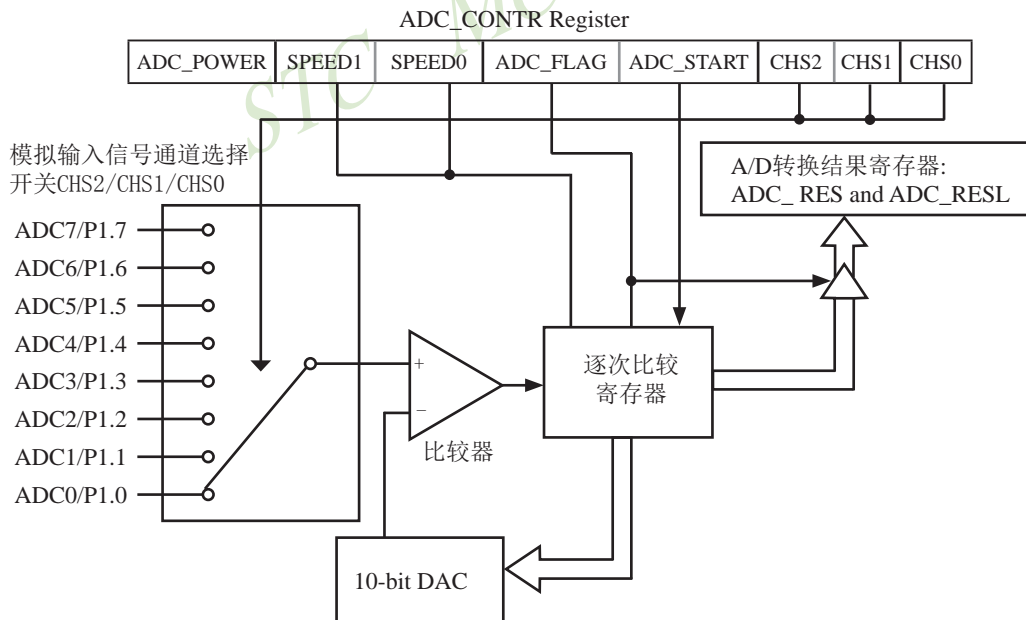 ADC_CONTR Register
STC MC
ADC_POWER SPEED1 SPEED0 ADC_FLAG ADC_START CHS2 CHS1 CHS0
模拟输入信号通道选择
开关CHS2/CHS1/CHS0
A/D转换结果寄存器:
ADC_ RES and ADC_RESL
ADC7/P1.7
ADC6/P1.6
ADC5/P1.5
ADC4/P1.4
ADC3/P1.3
ADC2/P1.2
ADC1/P1.1
ADC0/P1.0
+
−
比较器
逐次比较
寄存器
10-bit DAC